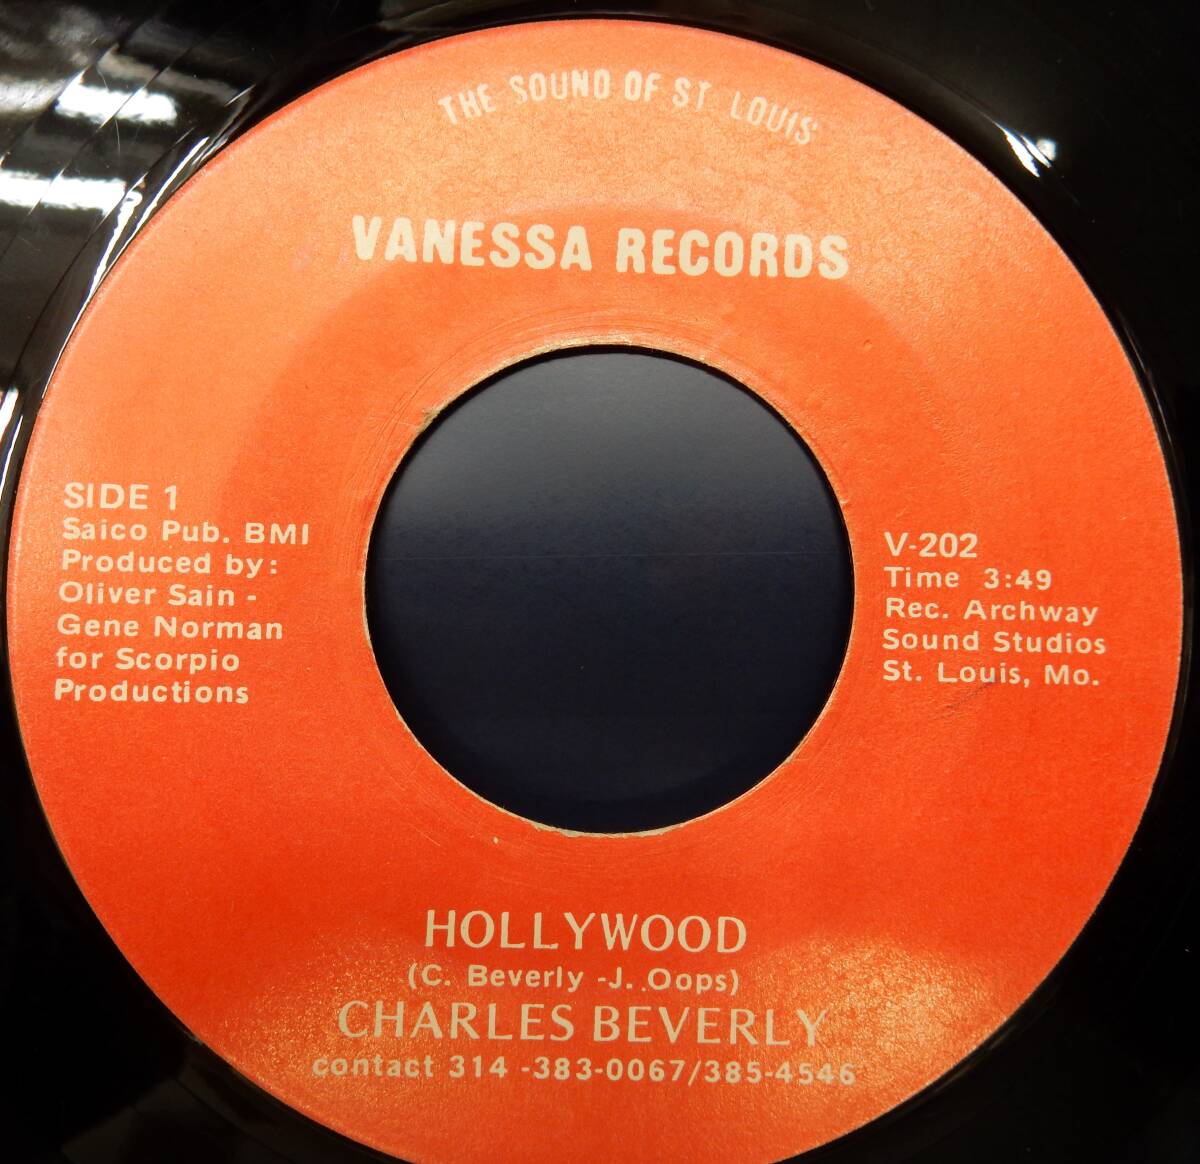 THE SOUND OF ST. LOUIS
VANESSA RECORDS
SIDE 1
Saico Pub. BMI
Produced by:
Oliver Sain -
Gene Norman
for Scorpio
Productions
V-202
Time 3:49
Rec. Archway
Sound Studios
St. Louis, Mo.
HOLLYWOOD
(C. Beverly -J. .Oops)
CHARLES BEVERLY
contact 314 -383-0067/385-4546